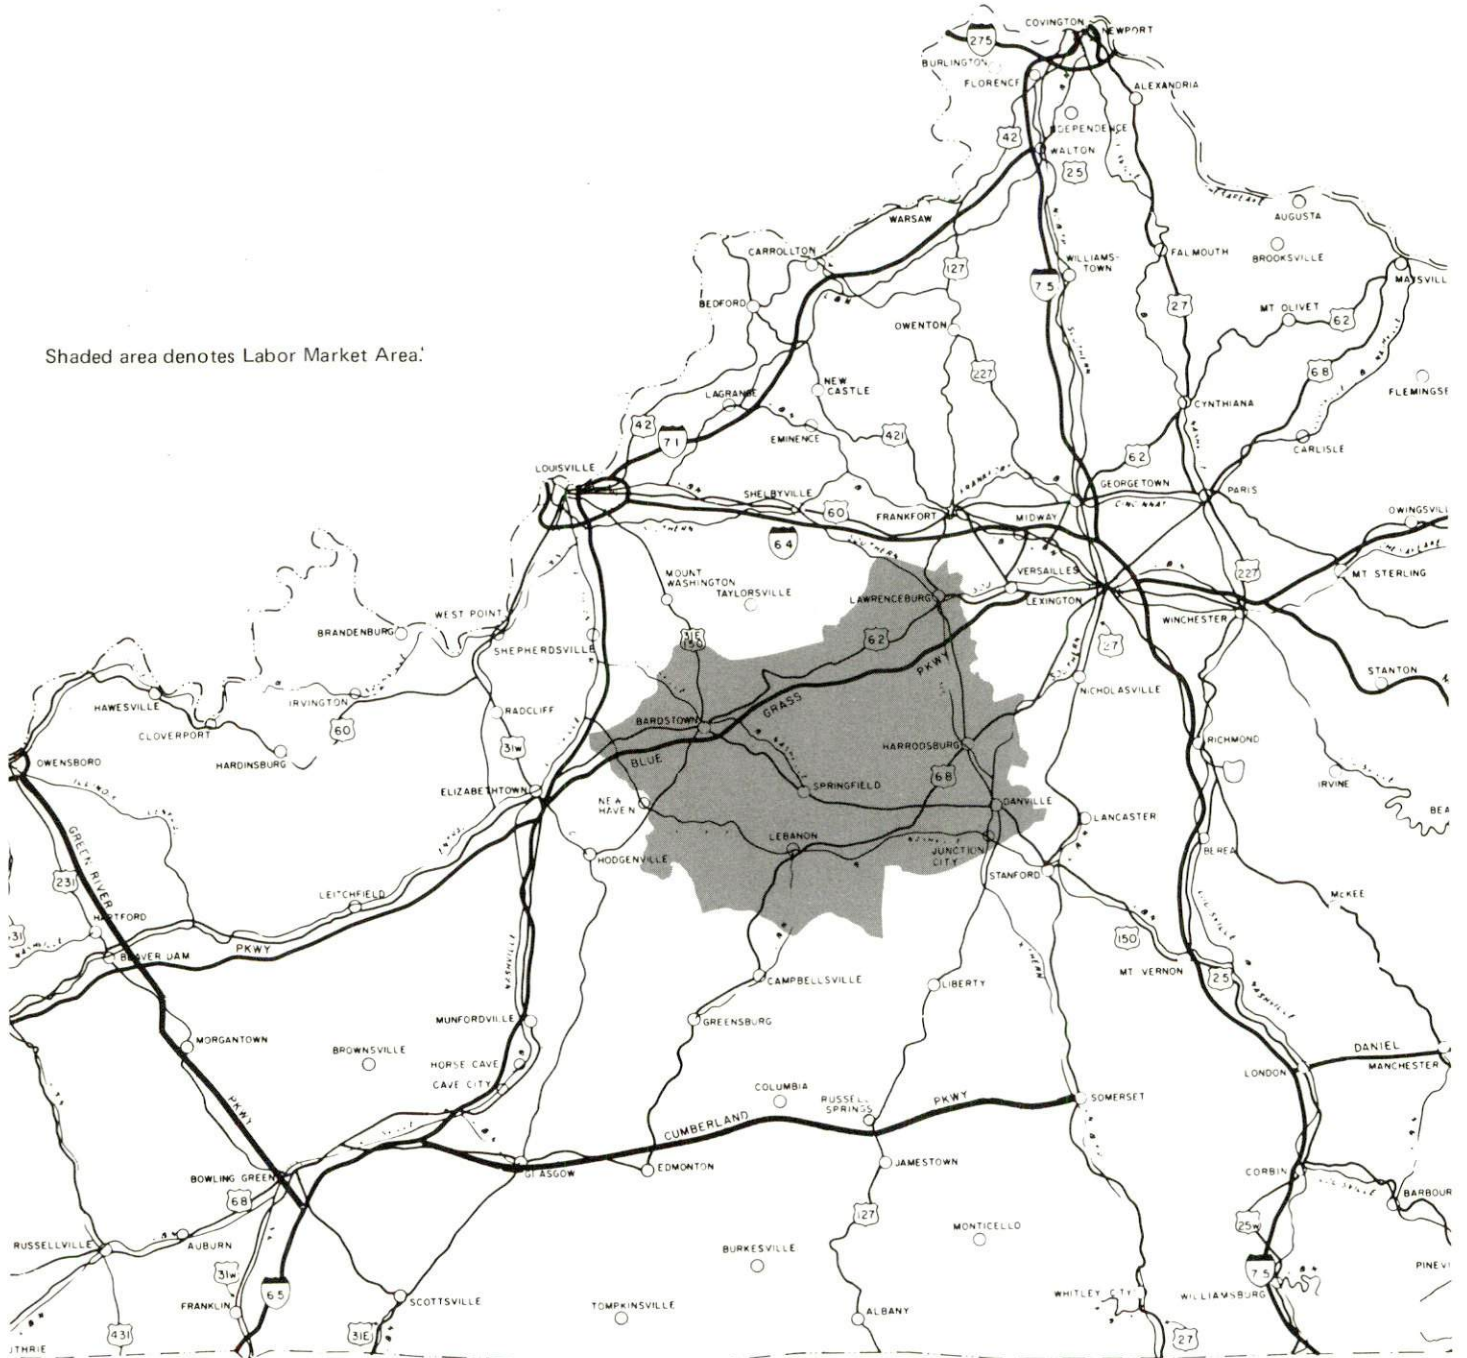 COVINGTON
NEWPORT
275
BURLINGTON
FLORENCE
ALEXANDRIA
42
WALTON
25
AUGUSTA
WARSAW
BROOKSVILLE
CARROLLTON
127
WILLIAMS-
TOWN
FALMOUTH
75
BEDFORD
27
MT OLIVET
62
OWENTON
Shaded area denotes Labor Market Area.
227
68
NEW
CASTLE
LAGRANGE
CYNTHIANA
42
71
EMINENCE
421
CARLISLE
62
LOUISVILLE
SHELBYVILLE
60
FRANKFORT
GEORGETOWN
PARIS
MIDWAY
64
SOUTHERN
MOUNT
WASHINGTON
TAYLORSVILLE
VERSAILLES
227
MT STERLING
LAWRENCEBURG
LEXINGTON
WEST POINT
WINCHESTER
BRANDENBURG
31E
150
62
27
SHEPHERDSVILLE
PKWY
STANTON
NICHOLASVILLE
HAWESVILLE
IRVINGTON
RADCLIFF
GRASS
CLOVERPORT
60
BARDSTOWN
31W
HARRODSBURG
RICHMOND
OWENSBORO
HARDINSBURG
BLUE
68
IRVINE
ELIZABETHTOWN
NEW
HAVEN
SPRINGFIELD
DANVILLE
LANCASTER
GREEN RIVER
LEBANON
JUNCTION
CITY
BEREA
HODGENVILLE
STANFORD
231
LEITCHFIELD
McKEE
HARTFORD
PKWY
BEAVER DAM
150
MT VERNON
25
CAMPBELLSVILLE
LIBERTY
NASHVILLE
MUNFORDVILLE
GREENSBURG
MORGANTOWN
BROWNSVILLE
HORSE CAVE
DANIEL
CAVE CITY
LONDON
MANCHESTER
COLUMBIA
RUSSELL
SPRINGS
PKWY
SOMERSET
PKWY
CUMBERLAND
GLASGOW
EDMONTON
JAMESTOWN
CORBIN
BOWLING GREEN
68
127
25W
RUSSELLVILLE
AUBURN
MONTICELLO
BURKESVILLE
31W
65
75
FRANKLIN
SCOTTSVILLE
TOMPKINSVILLE
ALBANY
WHITLEY CITY
WILLIAMSBURG
431
31E
27